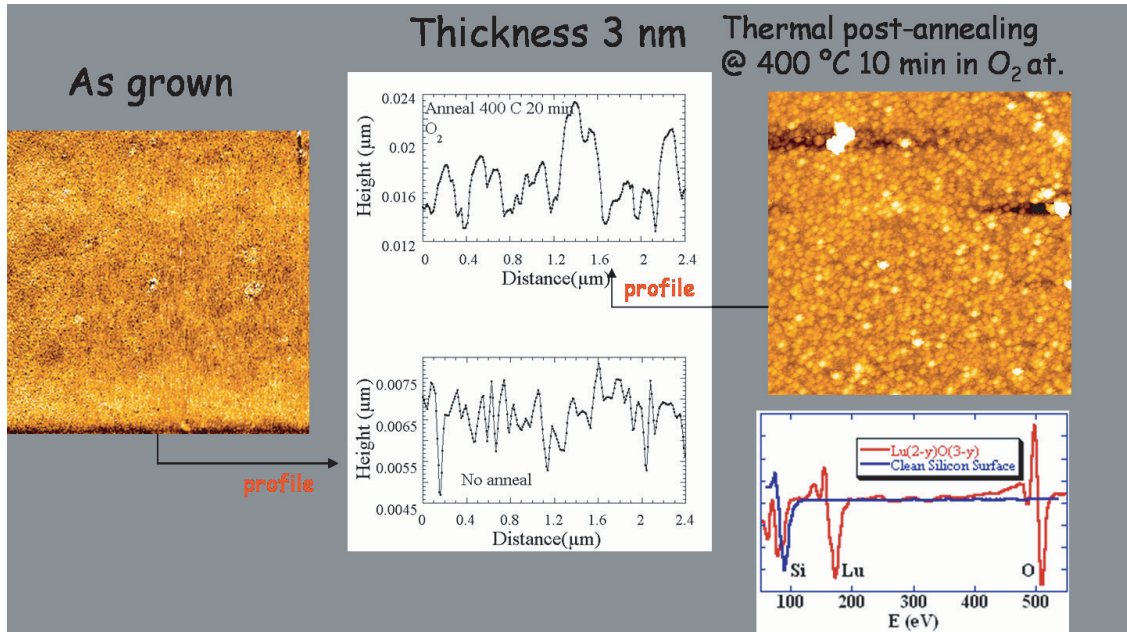 Thickness 3 nm
As grown
Thermal post-annealing
@ 400 °C 10 min in O₂ at.
Anneal 400 C 20 min
O₂
Height (µm)
0.024
0.02
0.016
0.012
0 0.4 0.8 1.2 1.6 2.0 2.4
Distance(µm)
profile
No anneal
Height (µm)
0.0075
0.0065
0.0055
0.0045
0 0.4 0.8 1.2 1.6 2.0 2.4
Distance(µm)
profile
Lu(2-y)O(3-y)
Clean Silicon Surface
Si Lu O
100 200 300 400 500
E (eV)